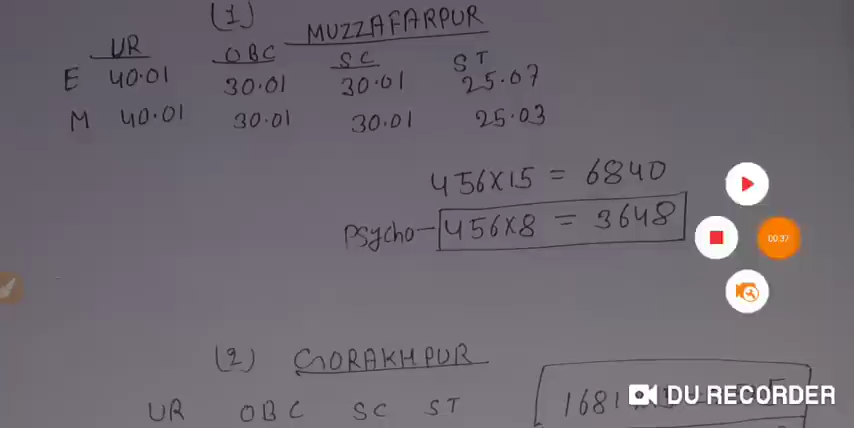 (1) MUZZAFARPUR
UR OBC SC ST
E 40.01 30.01 30.01 25.07
M 40.01 30.01 30.01 25.03
456X15 = 6840
Psycho- 456X8 = 3648
00:37
(2) GORAKHPUR
UR OBC SC ST
1681
DU RECORDER